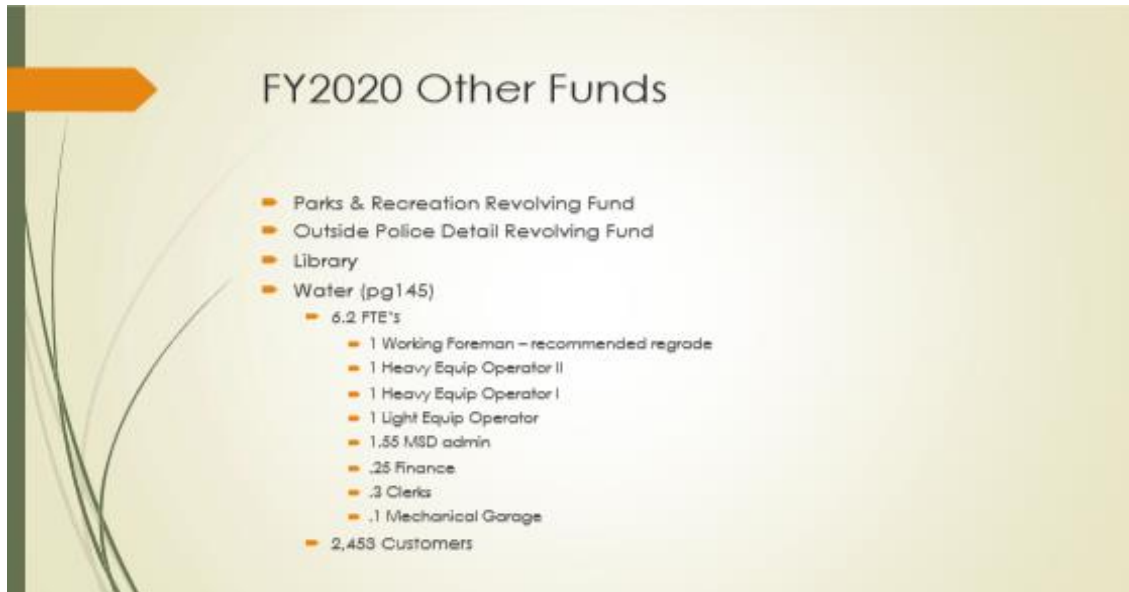 FY2020 Other Funds
Parks & Recreation Revolving Fund
Outside Police Detail Revolving Fund
Library
Water (pg145)
6.2 FTE's
1 Working Foreman – recommended regrade
1 Heavy Equip Operator II
1 Heavy Equip Operator I
1 Light Equip Operator
1.55 MSD admin
.25 Finance
.3 Clerks
.1 Mechanical Garage
2,453 Customers